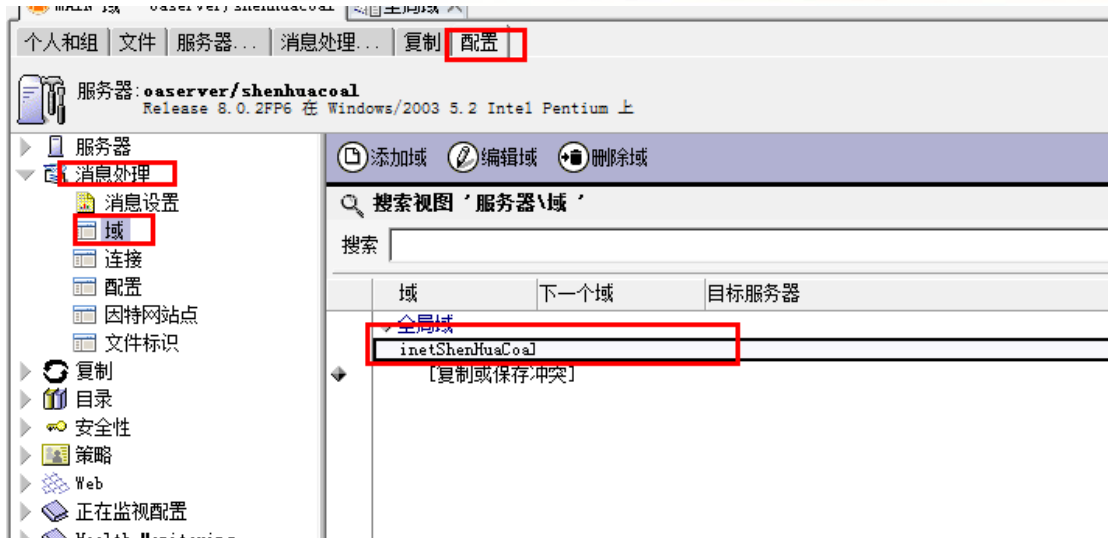 MAIN 域 oaserver/shenhuacoal 全局域
个人和组 文件 服务器... 消息处理... 复制 配置
服务器: oaserver/shenhuacoal
Release 8.0.2FP6 在 Windows/2003 5.2 Intel Pentium 上
服务器
消息处理
消息设置
域
连接
配置
因特网站点
文件标识
复制
目录
安全性
策略
Web
正在监视配置
Health Monitoring
添加域 编辑域 删除域
搜索视图 ' 服务器\域 '
搜索
域 下一个域 目标服务器
全局域
inetShenHuaCoal
[复制或保存冲突]